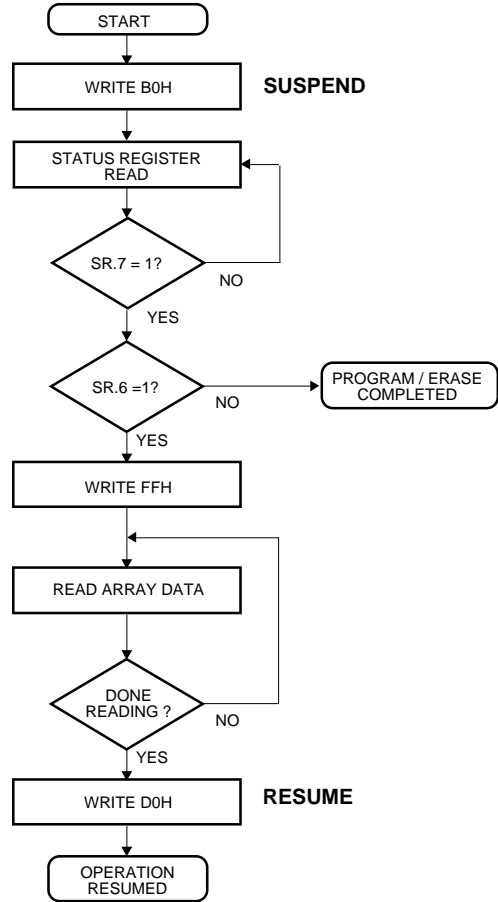 START
WRITE B0H
SUSPEND
STATUS REGISTER
READ
SR.7 = 1?
NO
YES
SR.6 =1?
NO
PROGRAM / ERASE
COMPLETED
YES
WRITE FFH
READ ARRAY DATA
DONE
READING ?
NO
YES
WRITE D0H
RESUME
OPERATION
RESUMED